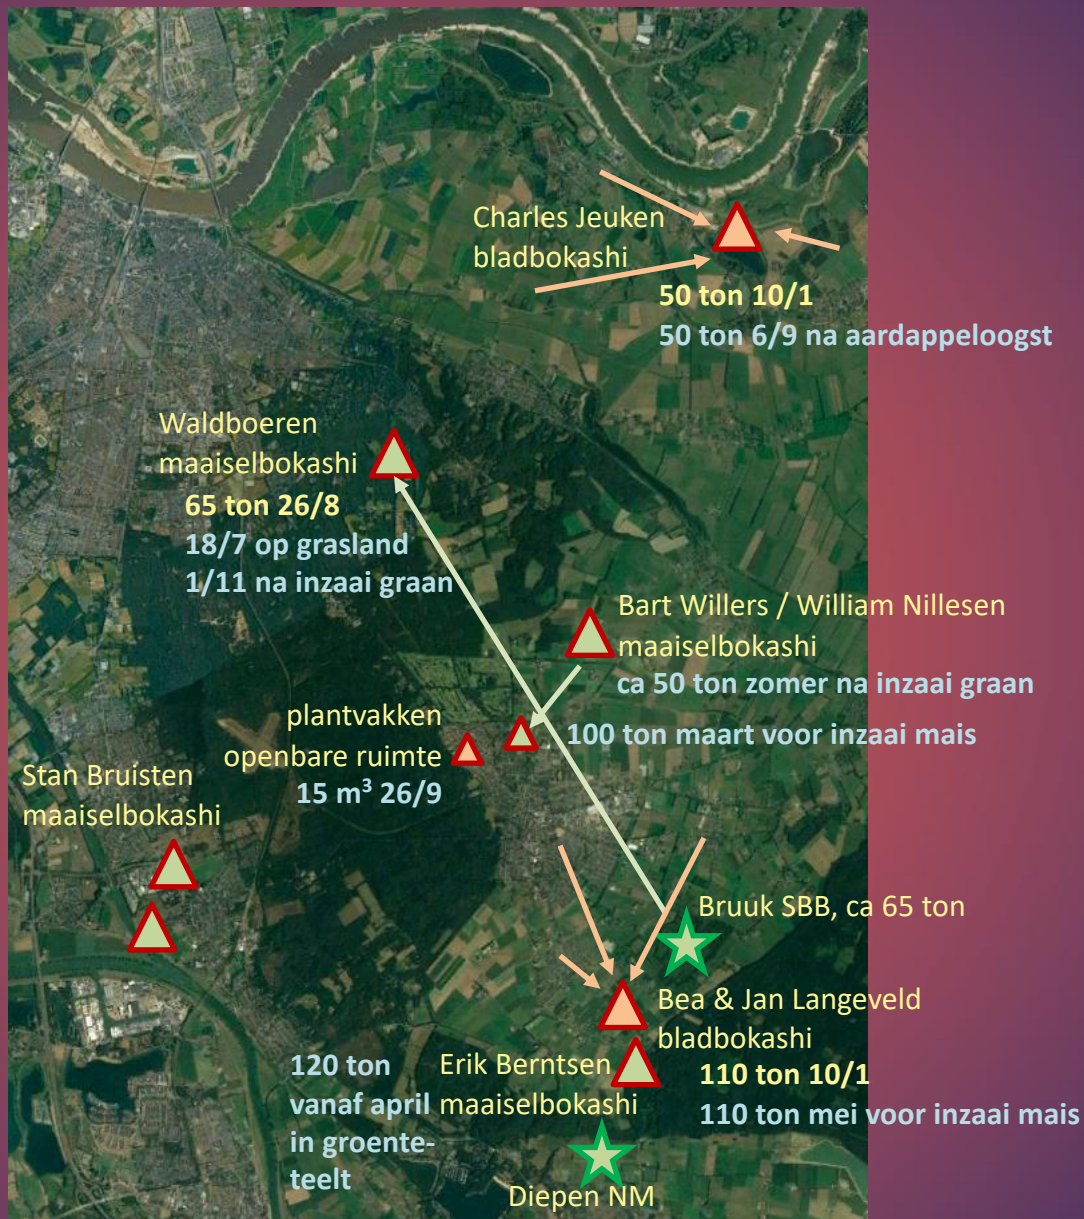 Charles Jeuken
bladbokashi
50 ton 10/1
50 ton 6/9 na aardappeloogst
Waldboeren
maaiselbokashi
65 ton 26/8
18/7 op grasland
1/11 na inzaai graan
Bart Willers / William Nillesen
maaiselbokashi
ca 50 ton zomer na inzaai graan
100 ton maart voor inzaai mais
plantvakken
openbare ruimte
15 m³ 26/9
Stan Bruisten
maaiselbokashi
Bruuk SBB, ca 65 ton
Bea & Jan Langeveld
bladbokashi
110 ton 10/1
110 ton mei voor inzaai mais
Erik Berntsen
maaiselbokashi
120 ton
vanaf april
in groente-
teelt
Diepen NM